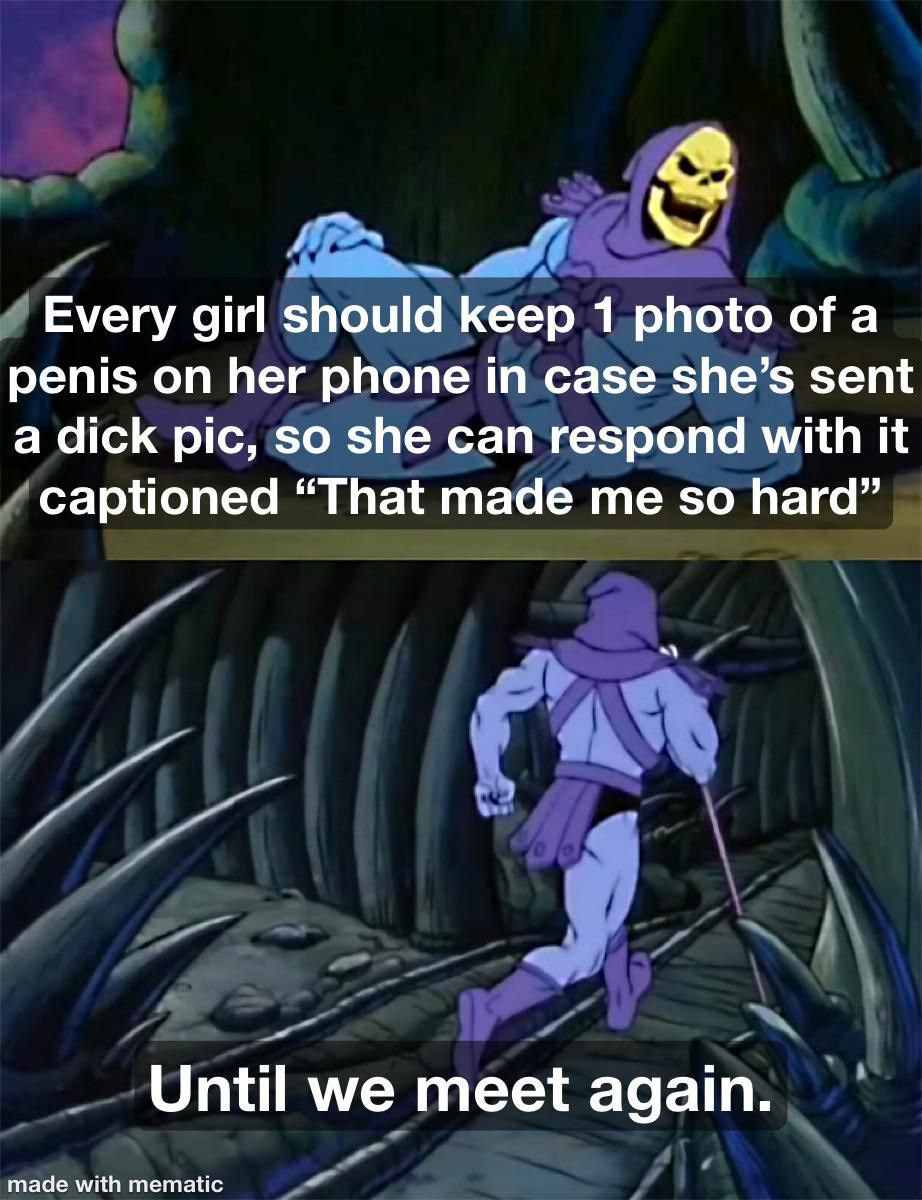 Every girl should keep 1 photo of a
penis on her phone in case she’s sent
a dick pic, so she can respond with it
captioned “That made me so hard”
Until we meet again.
made with mematic